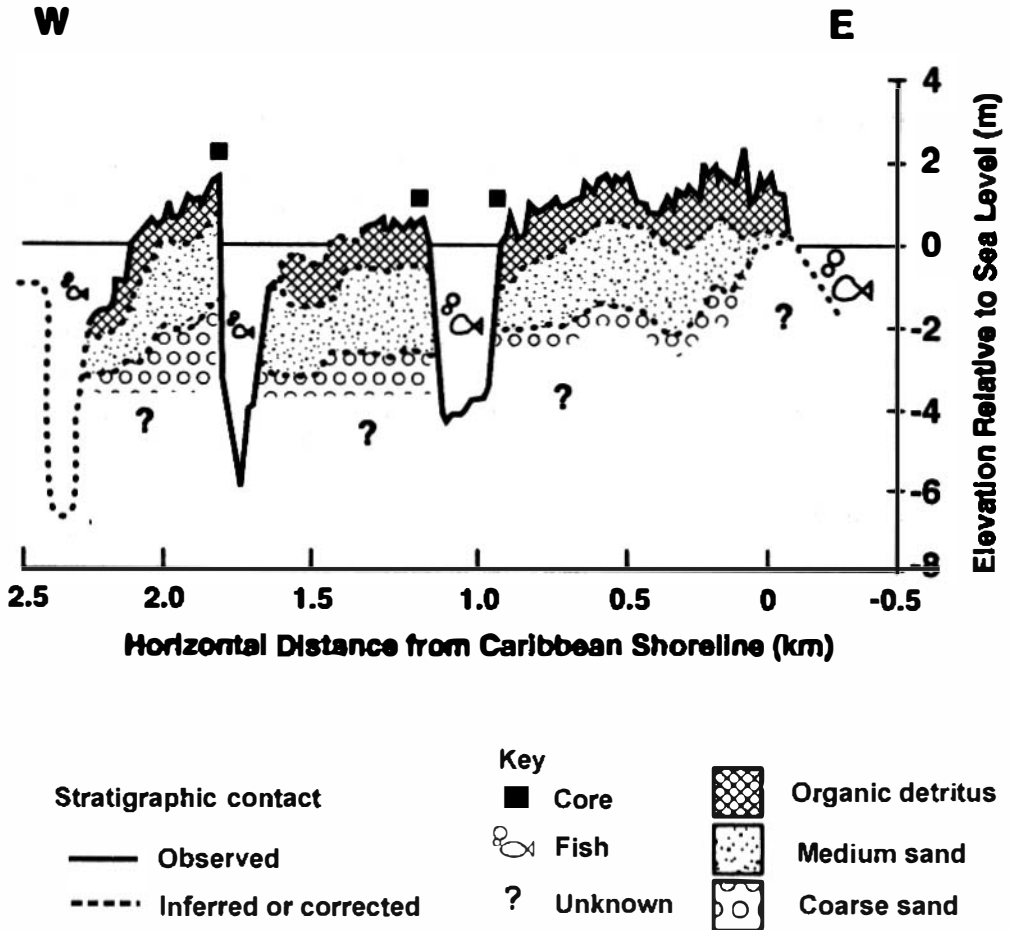 W E
4
2
0
-2
-4
-6
-8
Elevation Relative to Sea Level (m)
? ? ? ?
2.5 2.0 1.5 1.0 0.5 0 -0.5
Horizontal Distance from Caribbean Shoreline (km)
Key
Stratigraphic contact
Observed
Inferred or corrected
Core
Fish
? Unknown
Organic detritus
Medium sand
Coarse sand